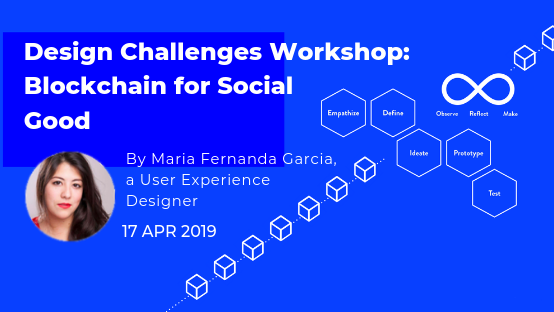 Design Challenges Workshop:
Blockchain for Social
Good
By Maria Fernanda Garcia,
a User Experience
Designer
17 APR 2019
Empathize
Define
Ideate
Prototype
Test
Observe Reflect Make